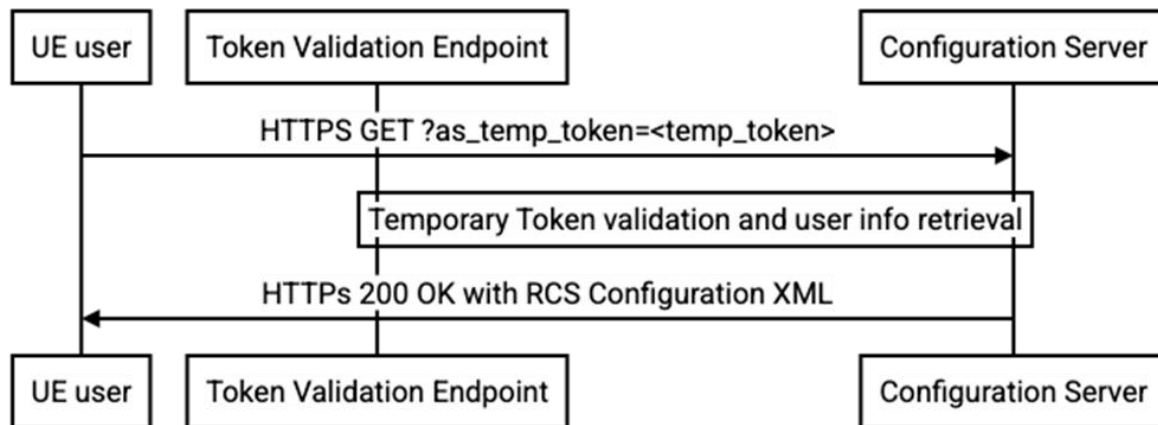 UE user
Token Validation Endpoint
Configuration Server
HTTPS GET ?as_temp_token=<temp_token>
Temporary Token validation and user info retrieval
HTTPs 200 OK with RCS Configuration XML
UE user
Token Validation Endpoint
Configuration Server